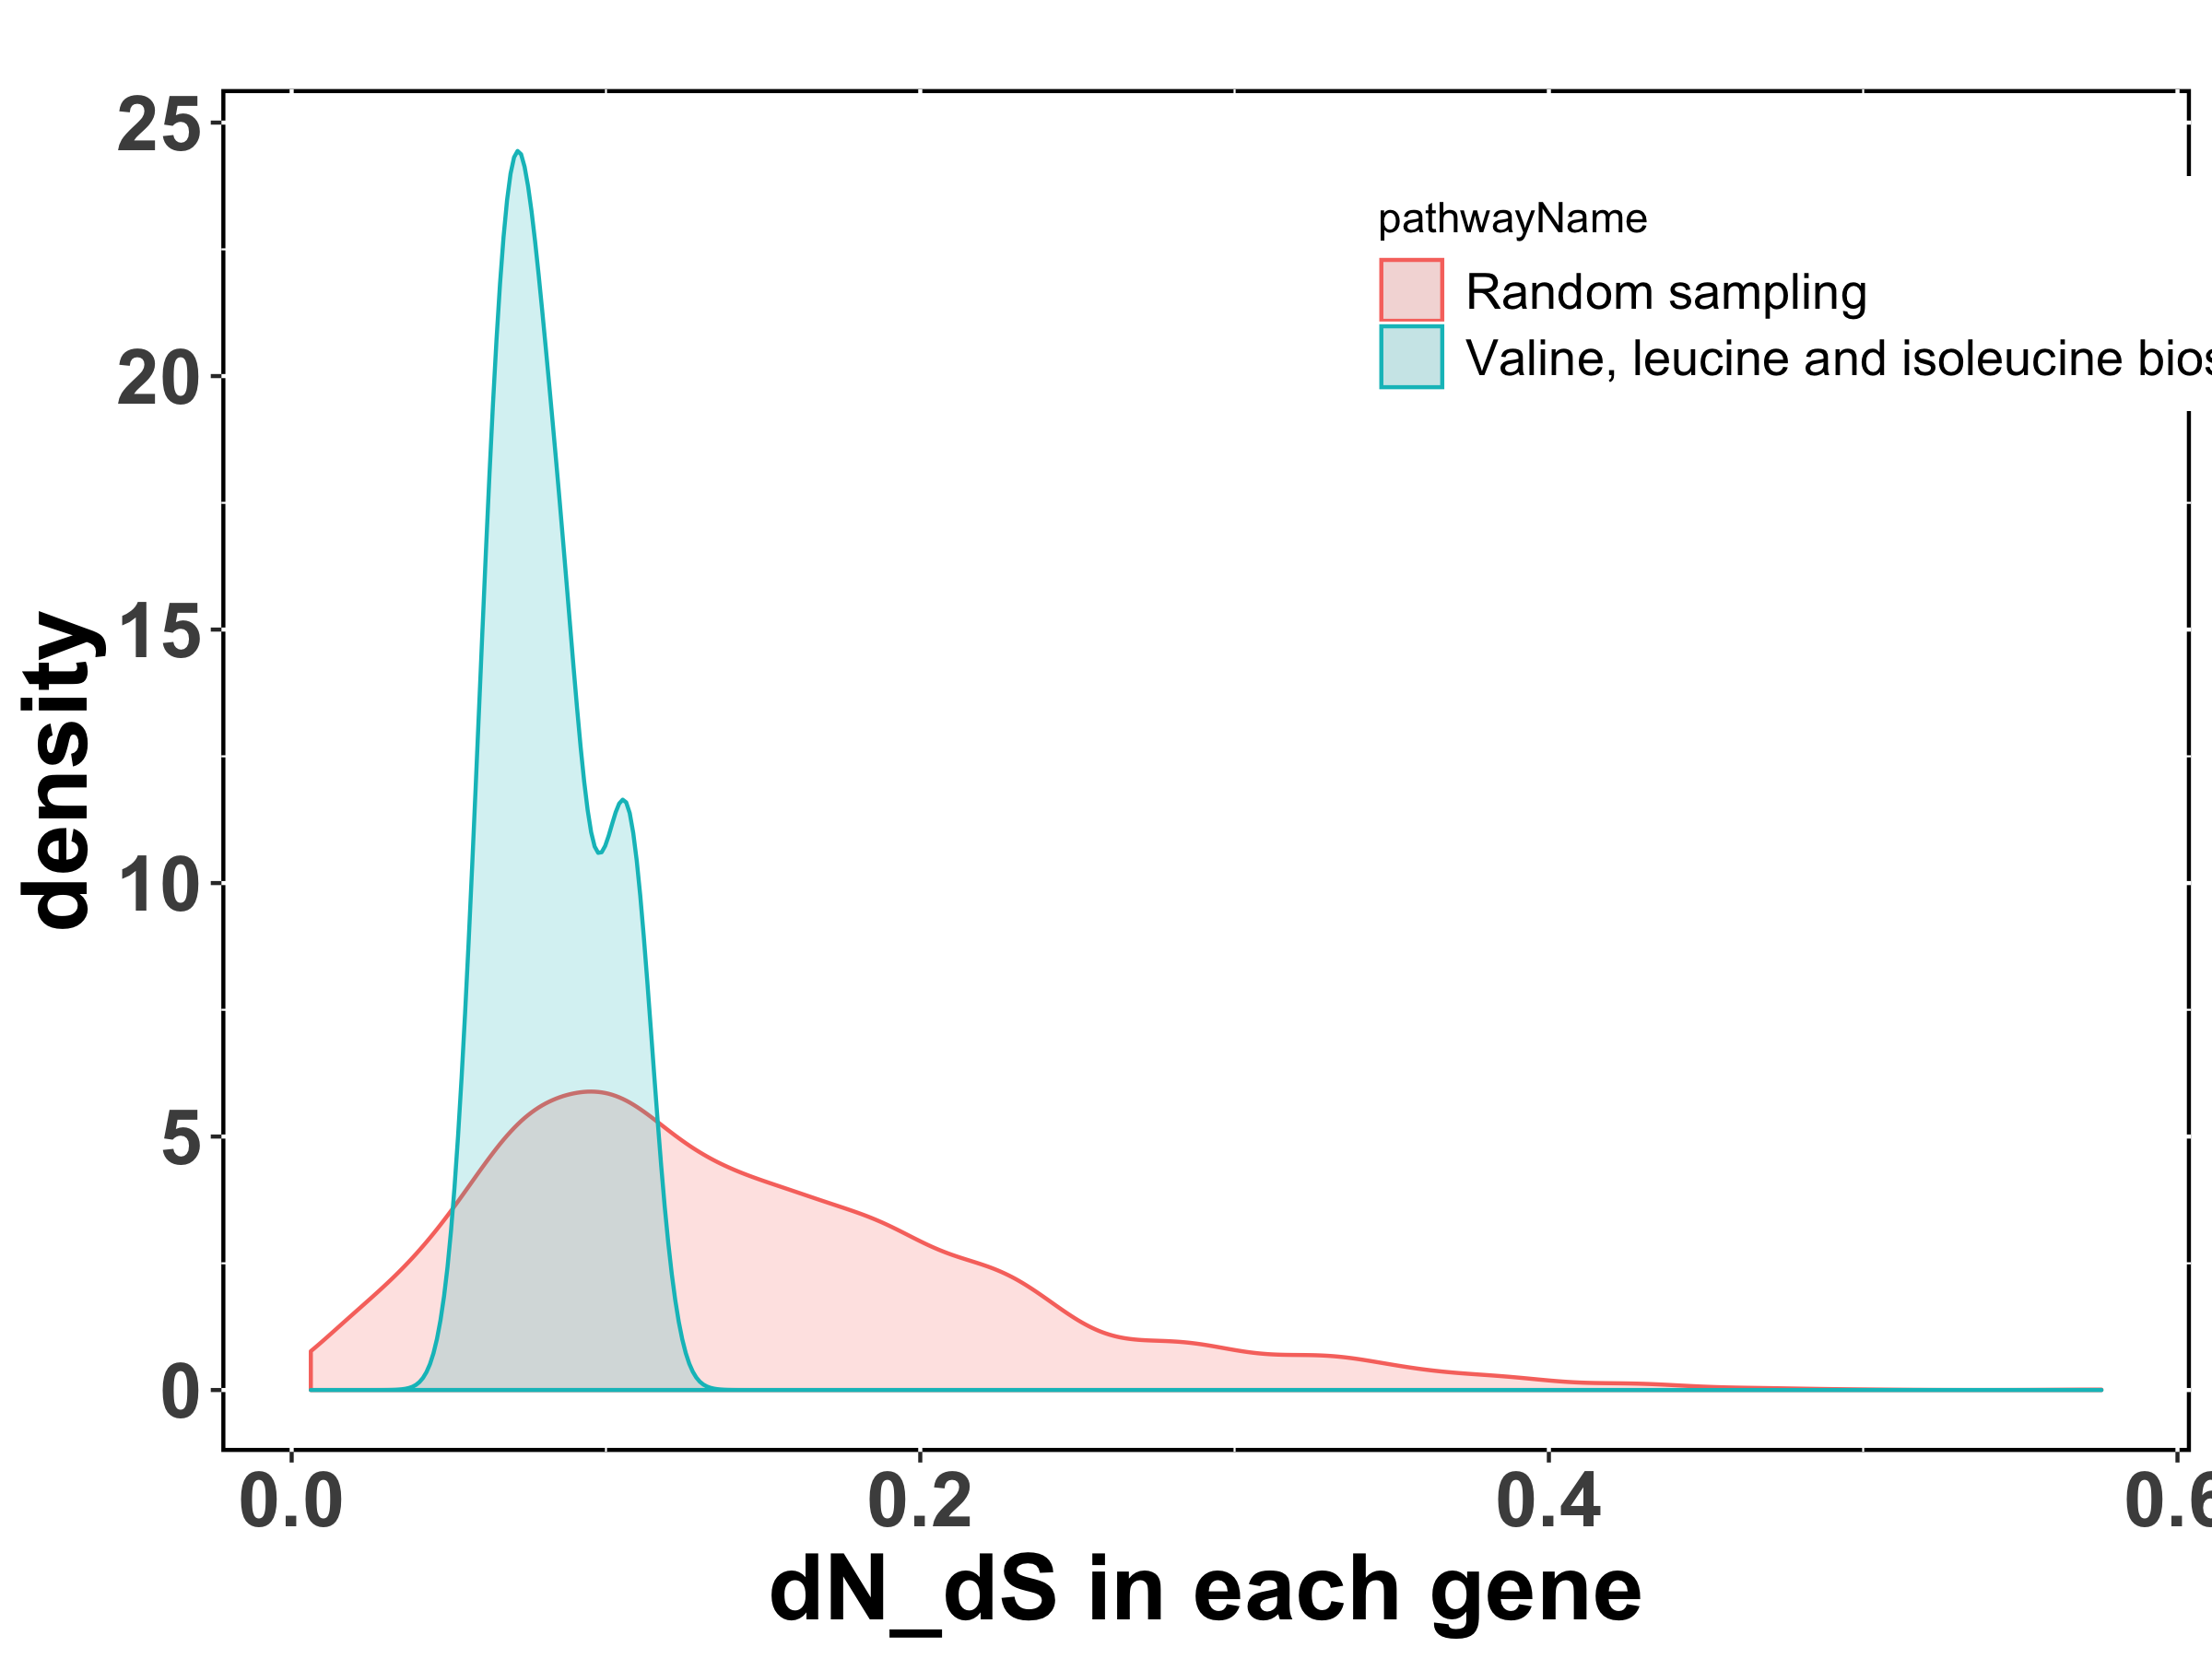 25
20
15
10
5
0
density
pathwayName
Random sampling
Valine, leucine and isoleucine
0.0
0.2
0.4
0.6
dN_dS in each gene